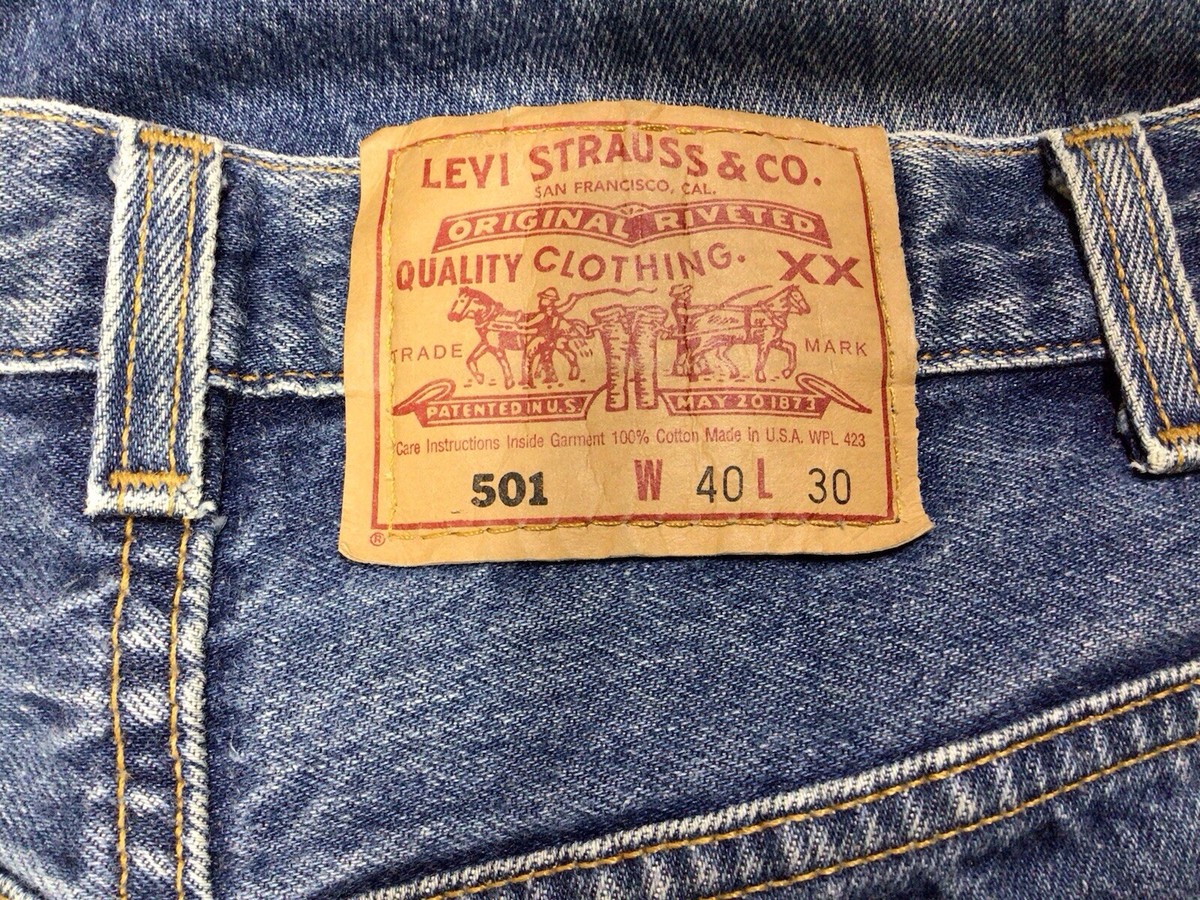 LEVI STRAUSS & CO.
SAN FRANCISCO, CAL.
ORIGINAL RIVETED
QUALITY CLOTHING. XX
TRADE MARK
PATENTED IN U.S. MAY 20 1873
Care Instructions Inside Garment 100% Cotton Made in U.S.A. WPL 423
501 W 40 L 30
®